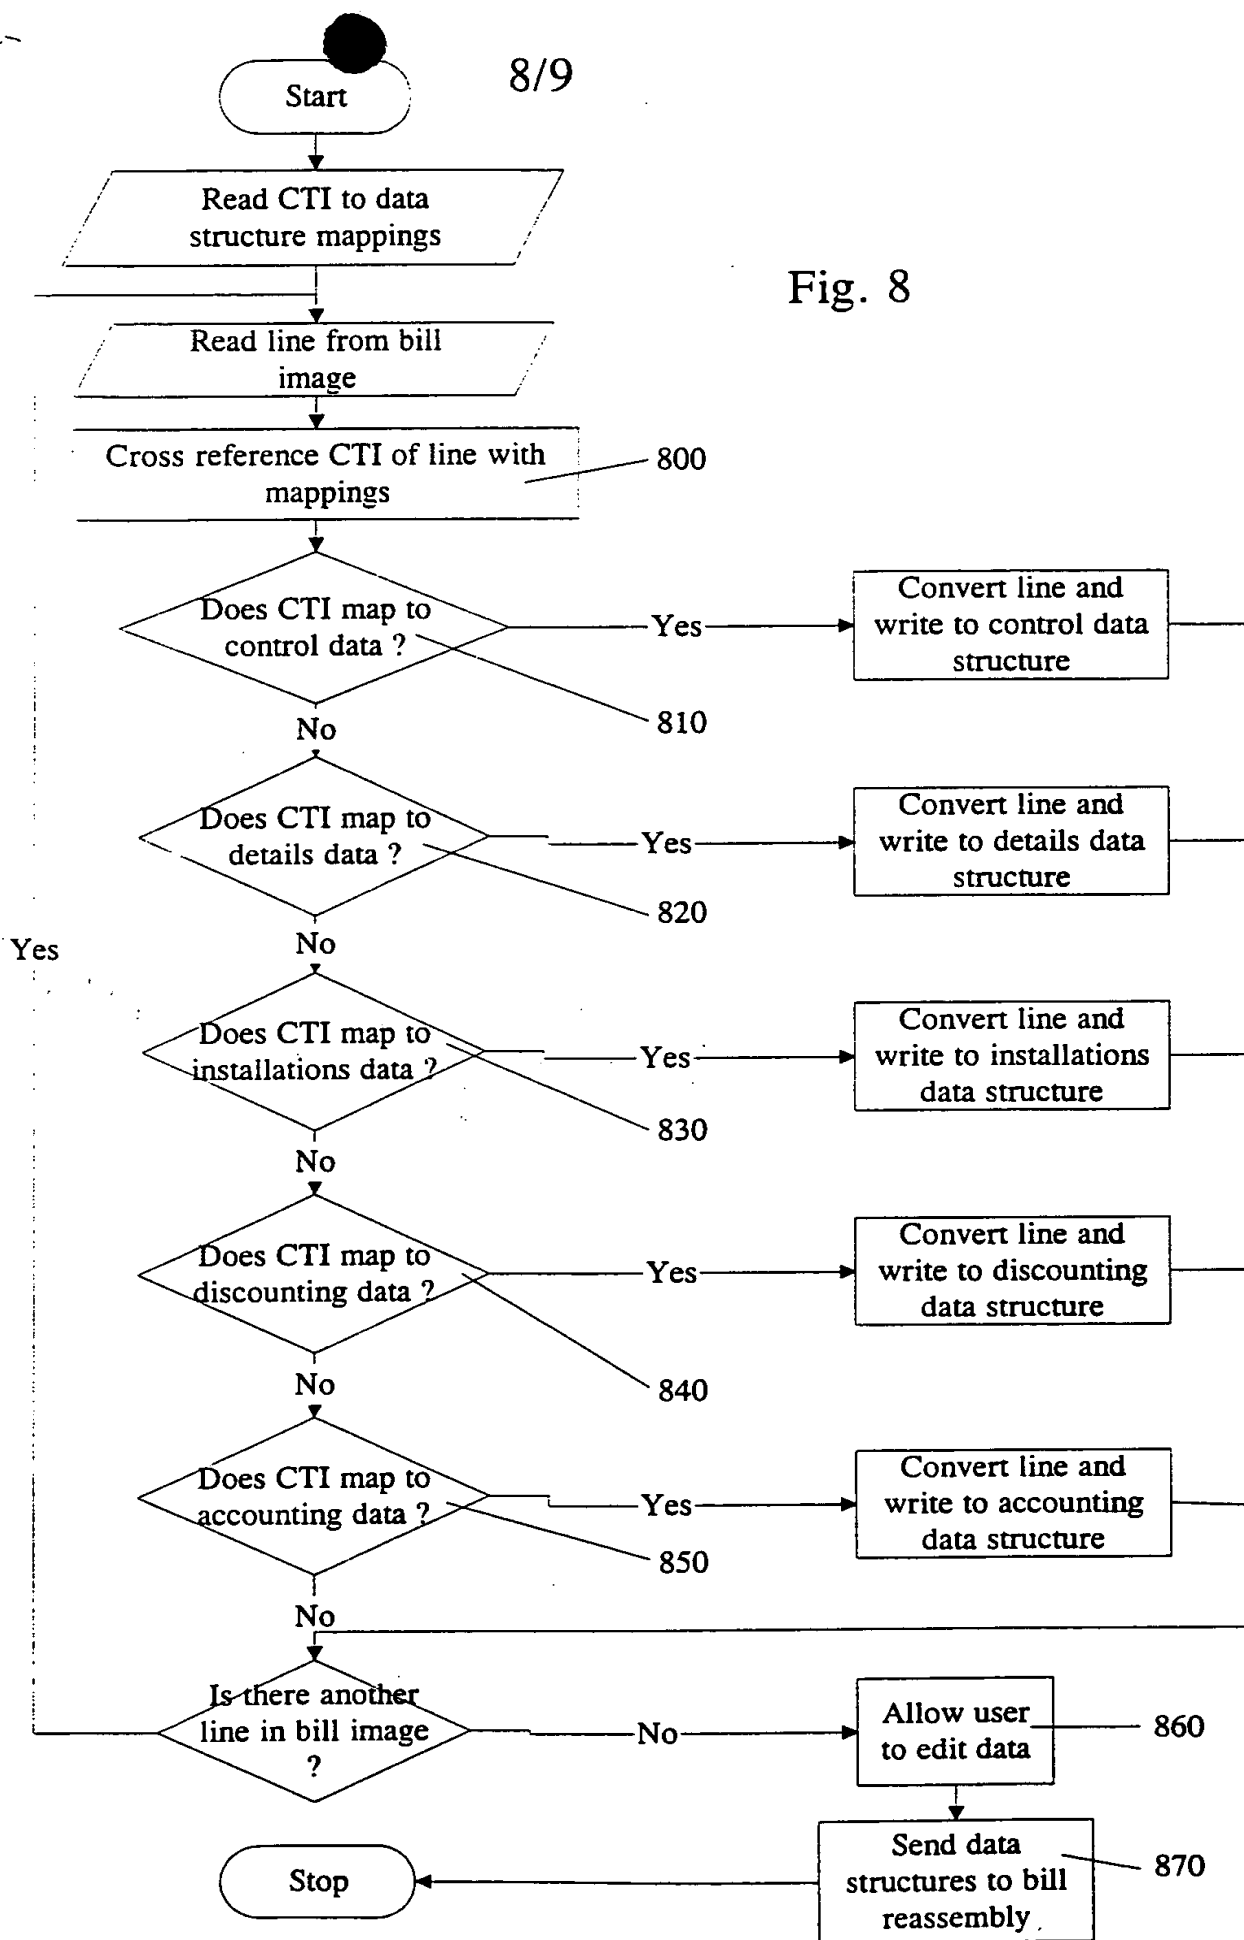 8/9
Start
Read CTI to data
structure mappings
Fig. 8
Read line from bill
image
Cross reference CTI of line with
mappings
800
Does CTI map to
control data ?
Yes
Convert line and
write to control data
structure
810
No
Does CTI map to
details data ?
Yes
Convert line and
write to details data
structure
820
No
Yes
Does CTI map to
installations data ?
Yes
Convert line and
write to installations
data structure
830
No
Does CTI map to
discounting data ?
Yes
Convert line and
write to discounting
data structure
840
No
Does CTI map to
accounting data ?
Yes
Convert line and
write to accounting
data structure
850
No
Is there another
line in bill image
?
No
Allow user
to edit data
860
Send data
structures to bill
reassembly
870
Stop